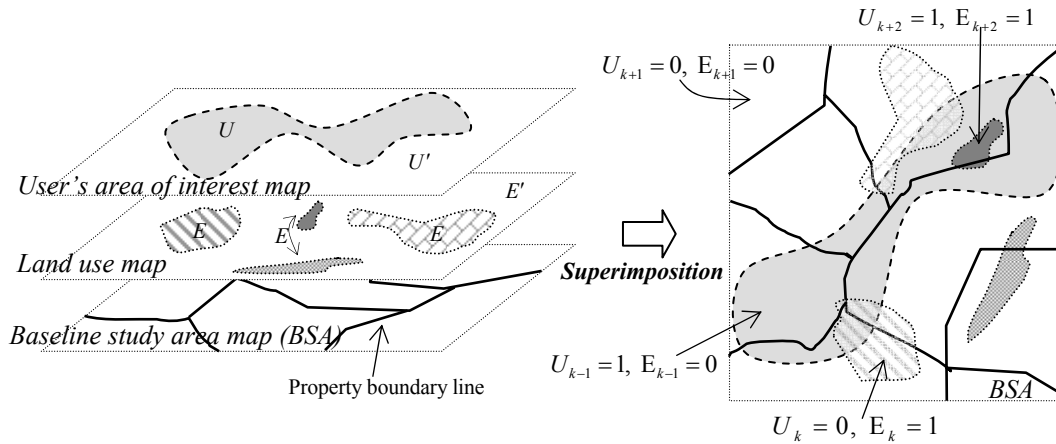 U
U'
User's area of interest map
E'
E
E
E
Land use map
Baseline study area map (BSA)
Property boundary line
Superimposition
U_{k+2} = 1, E_{k+2} = 1
U_{k+1} = 0, E_{k+1} = 0
U_{k-1} = 1, E_{k-1} = 0
BSA
U_k = 0, E_k = 1